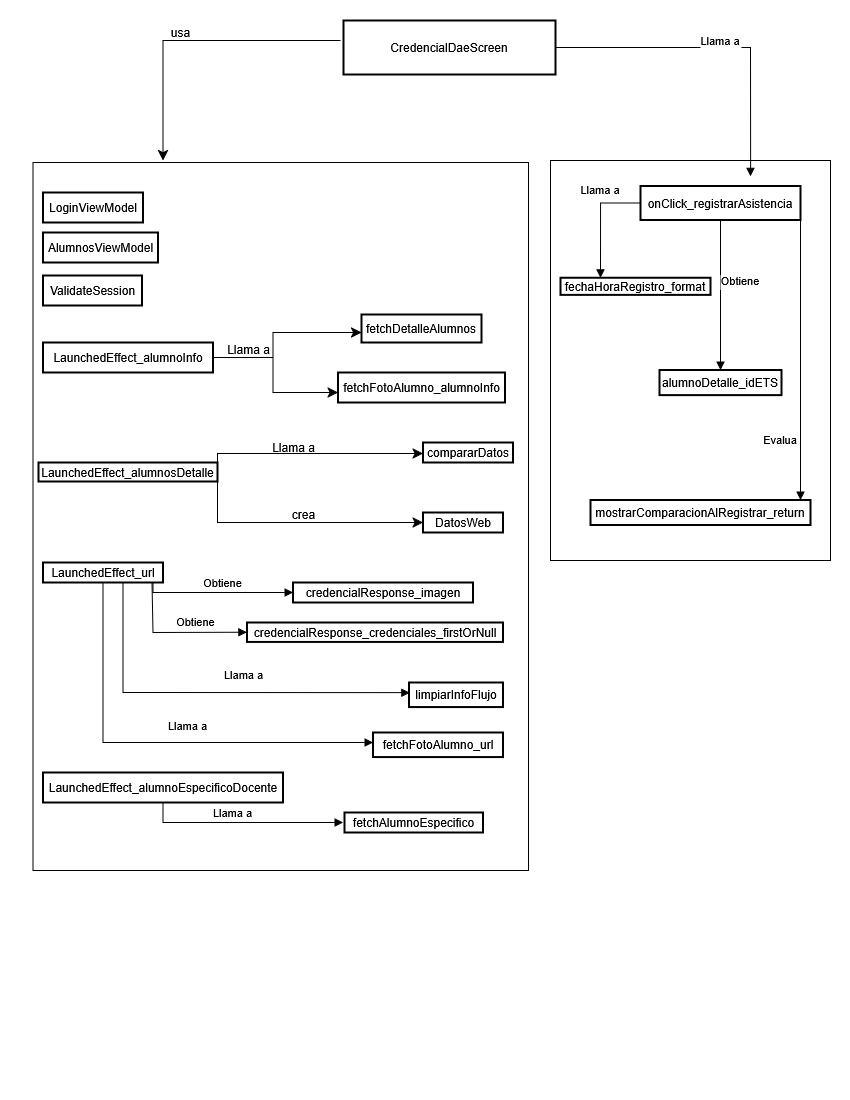 usa
CredencialDaeScreen
Llama a
LoginViewModel
AlumnosViewModel
ValidateSession
LaunchedEffect_alumnoInfo
Llama a
fetchDetalleAlumnos
fetchFotoAlumno_alumnoInfo
LaunchedEffect_alumnosDetalle
Llama a
compararDatos
crea
DatosWeb
LaunchedEffect_url
Obtiene
credencialResponse_imagen
Obtiene
credencialResponse_credenciales_firstOrNull
Llama a
limpiarInfoFlujo
Llama a
fetchFotoAlumno_url
LaunchedEffect_alumnoEspecificoDocente
Llama a
fetchAlumnoEspecifico
Llama a
onClick_registrarAsistencia
fechaHoraRegistro_format
Obtiene
alumnoDetalle_idETS
Evalua
mostrarComparacionAlRegistrar_return